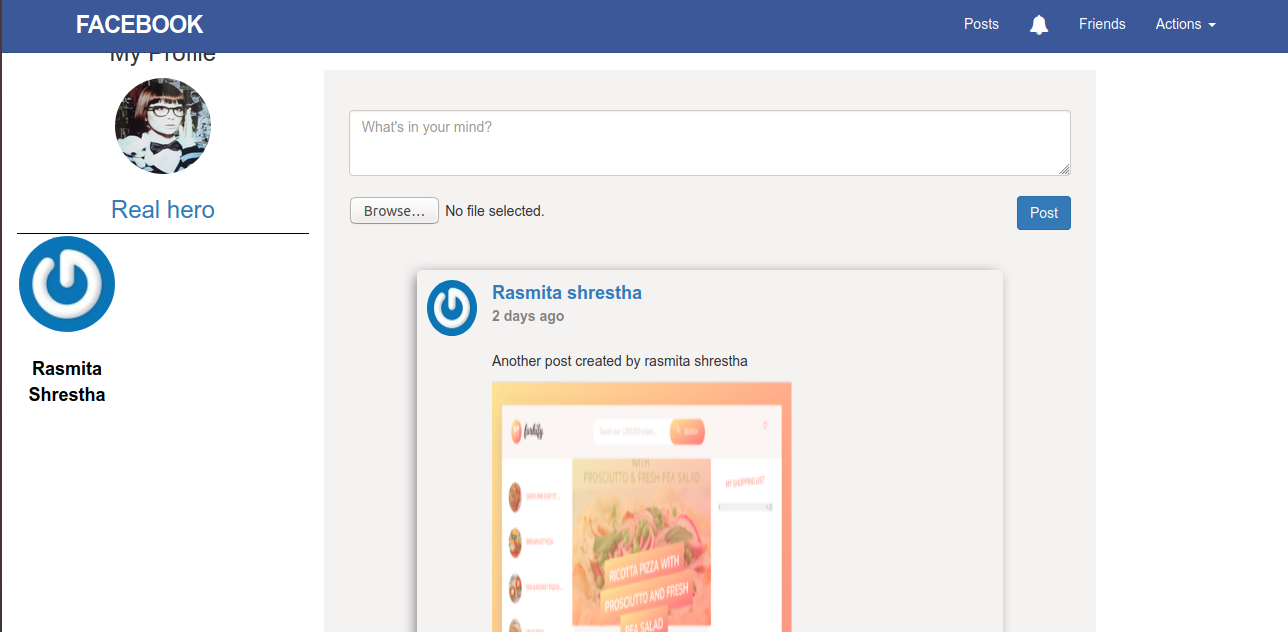 FACEBOOK
Posts
Friends
Actions
My Profile
Real hero
Rasmita
Shrestha
What's in your mind?
Browse...
No file selected.
Post
Rasmita shrestha
2 days ago
Another post created by rasmita shrestha
forkify
SEARCH
WITH
PROSCIUTTO & FRESH PEA SALAD
MY SHOPPING LIST
RICOTTA PIZZA WITH
PROSCIUTTO AND FRESH
PEA SALAD